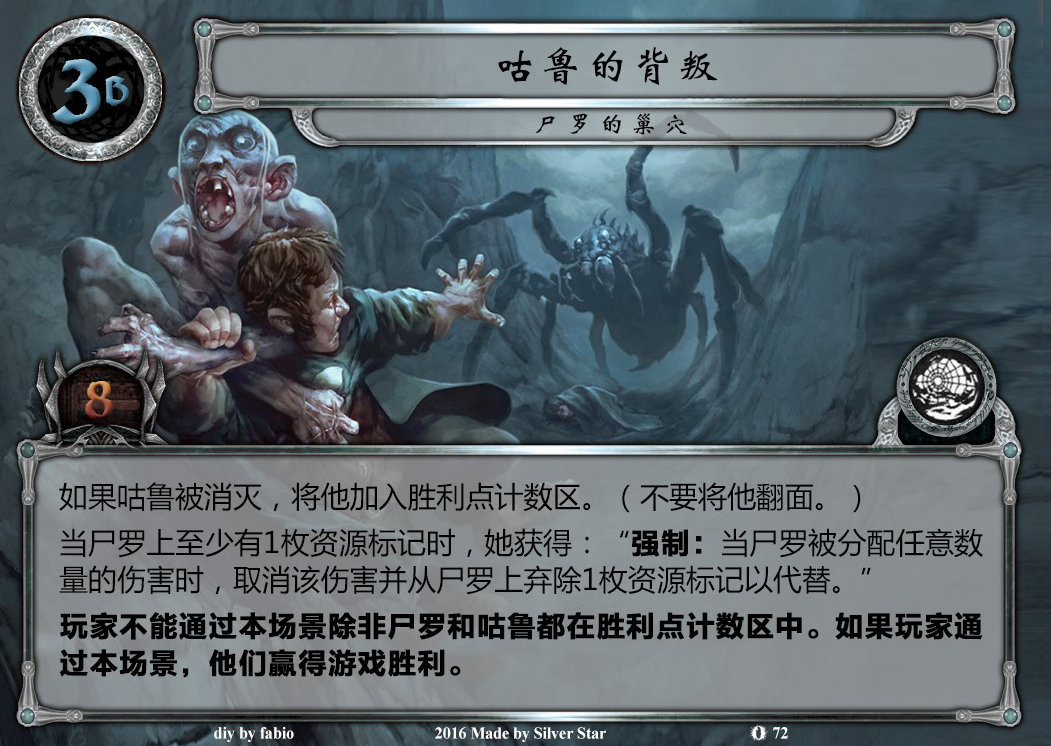 3B
咕鲁的背叛
尸罗的巢穴
8
如果咕鲁被消灭，将他加入胜利点计数区。（不要将他翻面。）
当尸罗上至少有1枚资源标记时，她获得：“强制：当尸罗被分配任意数
量的伤害时，取消该伤害并从尸罗上弃除1枚资源标记以代替。”
玩家不能通过本场景除非尸罗和咕鲁都在胜利点计数区中。如果玩家通
过本场景，他们赢得游戏胜利。
diy by fabio 2016 Made by Silver Star 72